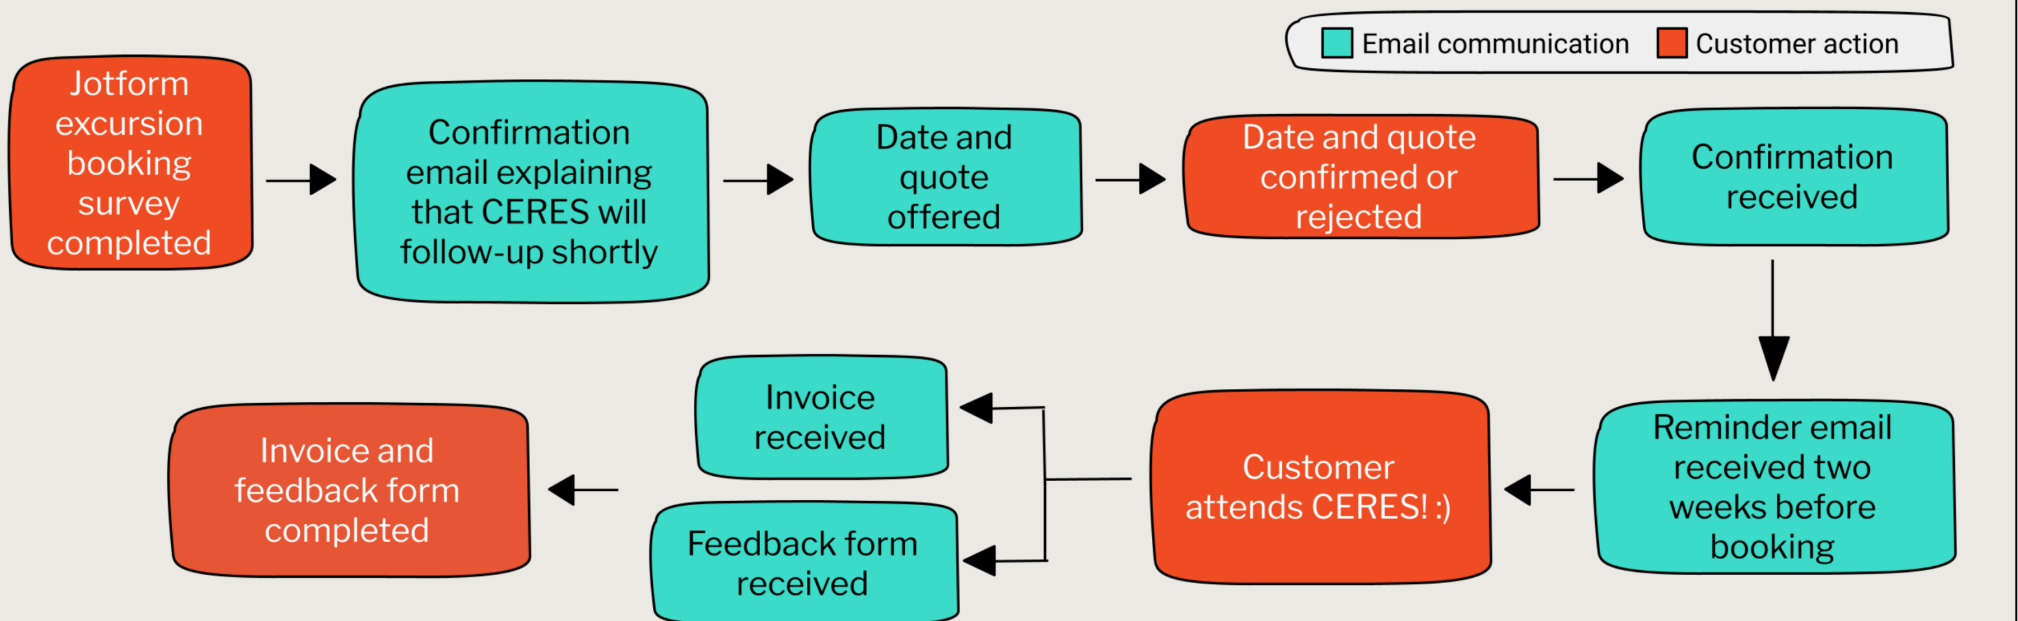 Email communication
Customer action
Jotform
excursion
booking
survey
completed
Confirmation
email explaining
that CERES will
follow-up shortly
Date and
quote
offered
Date and quote
confirmed or
rejected
Confirmation
received
Reminder email
received two
weeks before
booking
Customer
attends CERES! :)
Invoice
received
Feedback form
received
Invoice and
feedback form
completed